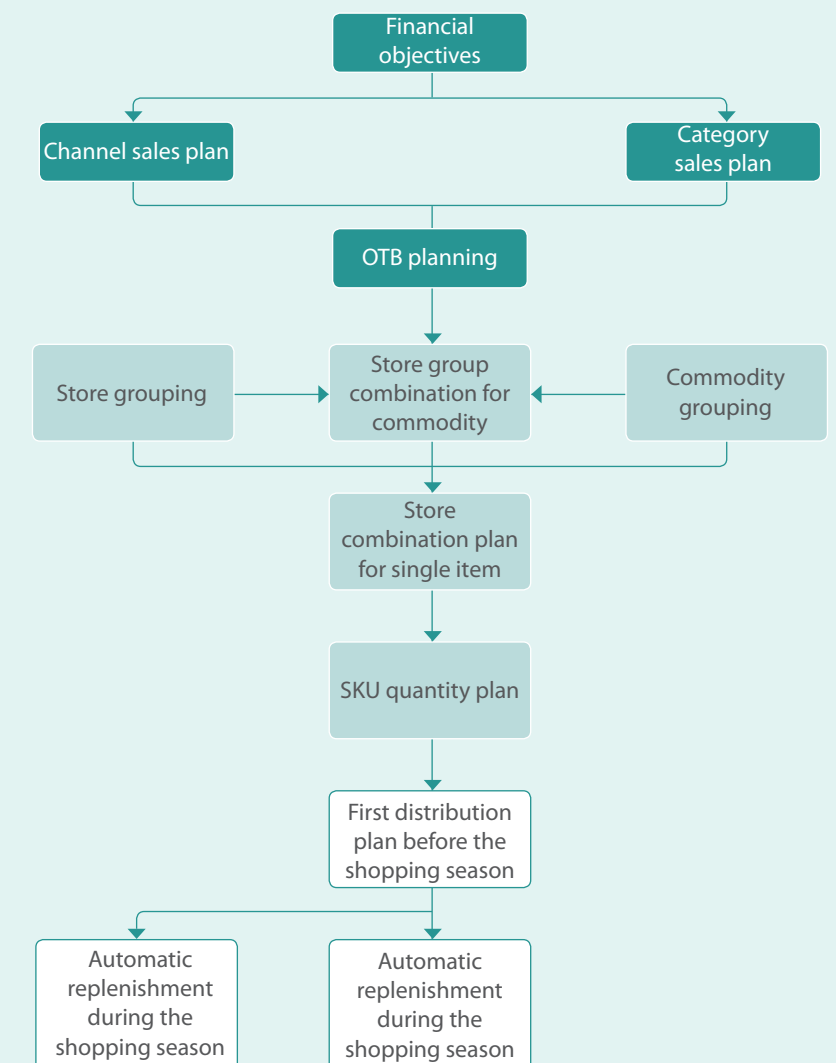 Financial
objectives
Channel sales plan
Category
sales plan
OTB planning
Store grouping
Store group
combination for
commodity
Commodity
grouping
Store
combination plan
for single item
SKU quantity plan
First distribution
plan before the
shopping season
Automatic
replenishment
during the
shopping season
Automatic
replenishment
during the
shopping season